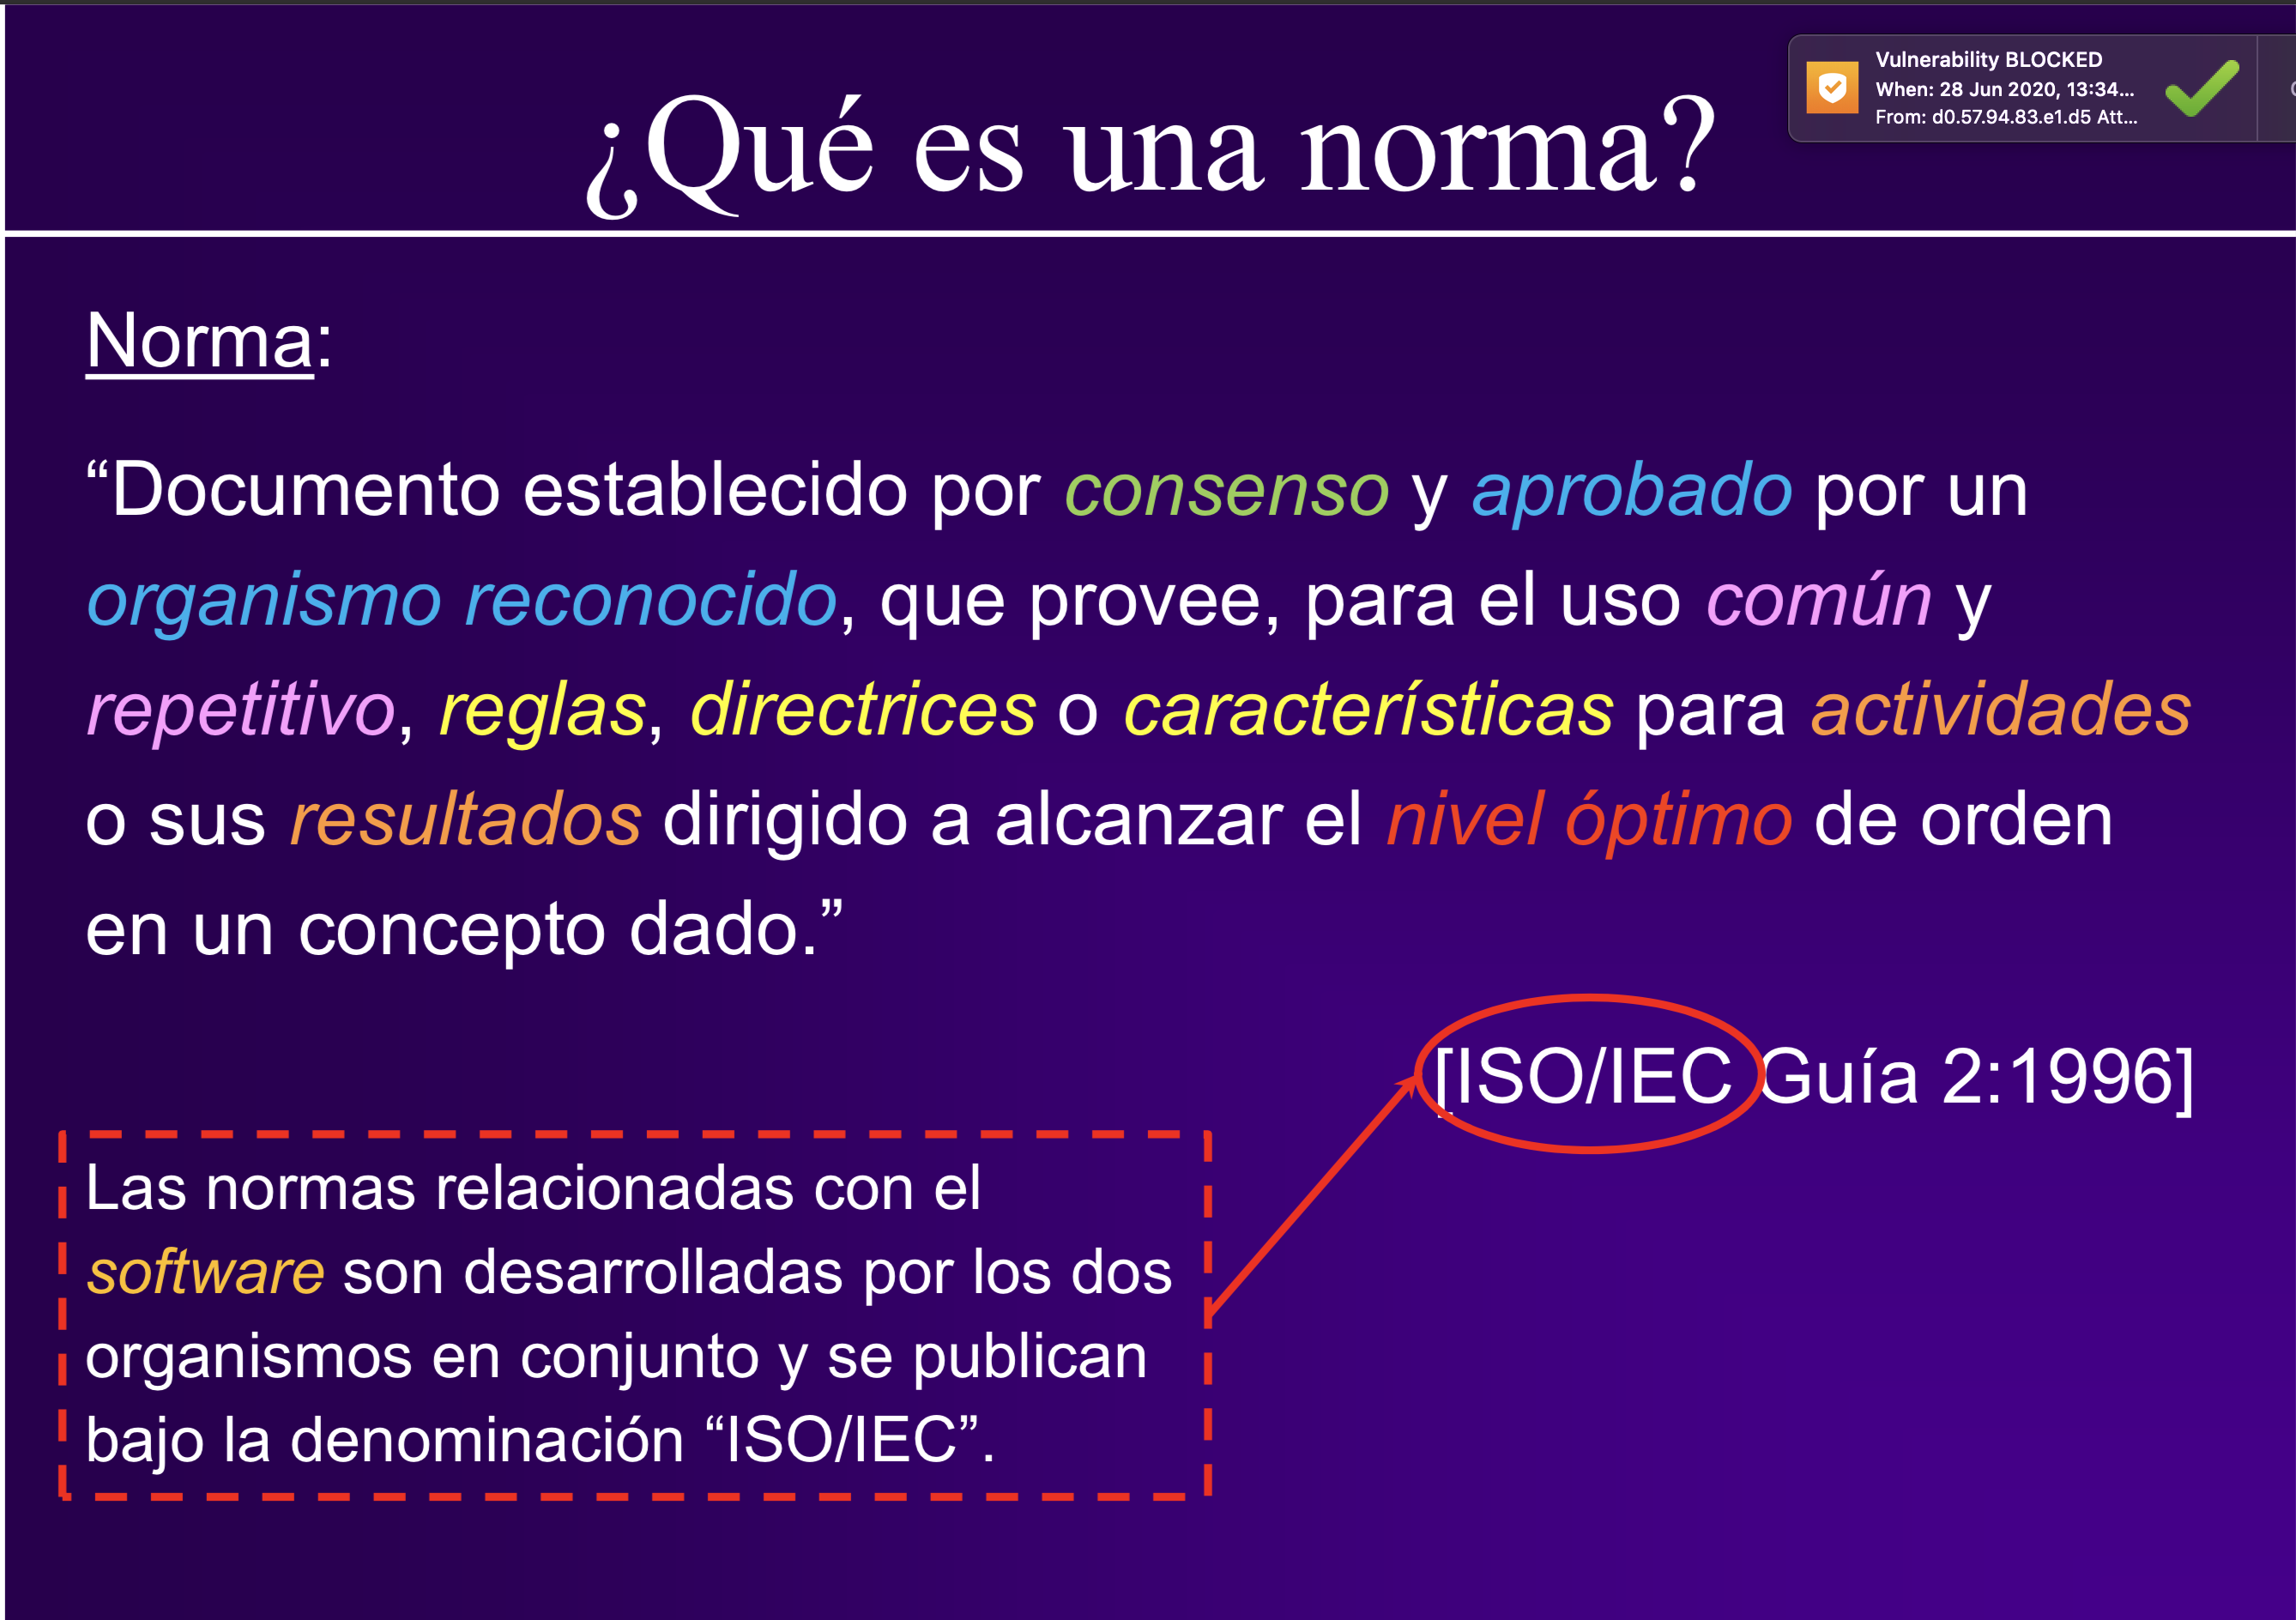 ¿Qué es una norma?
Vulnerability BLOCKED
When: 28 Jun 2020, 13:34...
From: d0.57.94.83.e1.d5 Att...
Norma:
“Documento establecido por consenso y aprobado por un
organismo reconocido, que provee, para el uso común y
repetitivo, reglas, directrices o características para actividades
o sus resultados dirigido a alcanzar el nivel óptimo de orden
en un concepto dado.”
[ISO/IEC Guía 2:1996]
Las normas relacionadas con el
software son desarrolladas por los dos
organismos en conjunto y se publican
bajo la denominación “ISO/IEC”.